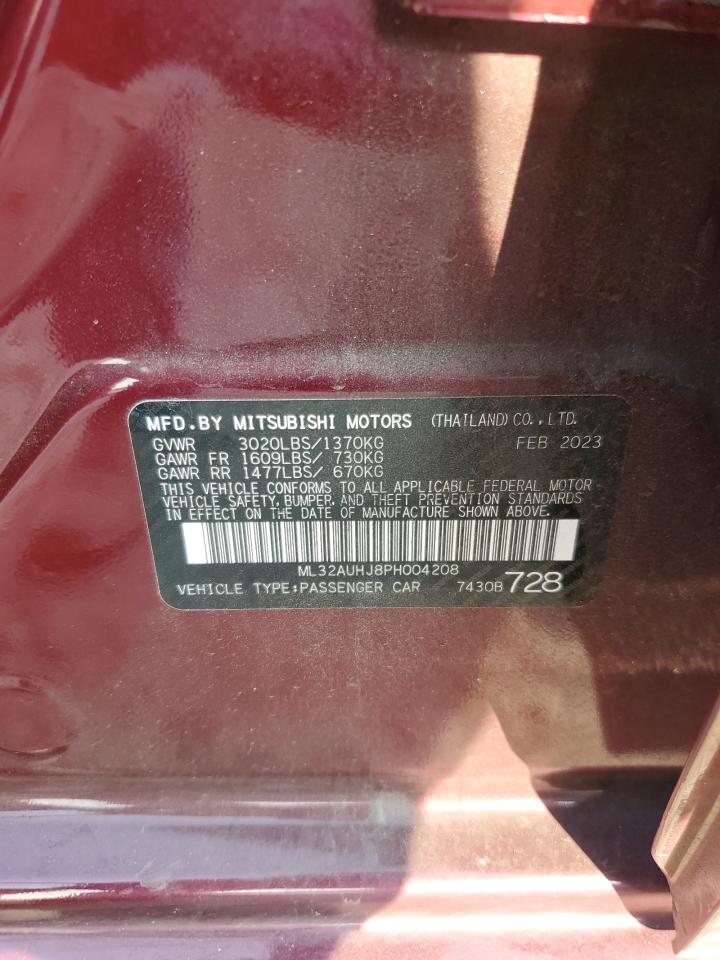 MFD.BY MITSUBISHI MOTORS (THAILAND) CO., LTD.
GVWR 3020LBS/1370KG FEB 2023
GAWR FR 1609LBS/ 730KG
GAWR RR 1477LBS/ 670KG
THIS VEHICLE CONFORMS TO ALL APPLICABLE FEDERAL MOTOR
VEHICLE SAFETY, BUMPER, AND THEFT PREVENTION STANDARDS
IN EFFECT ON THE DATE OF MANUFACTURE SHOWN ABOVE.
ML32AUHJ8PH004208
VEHICLE TYPE:PASSENGER CAR 7430B 728